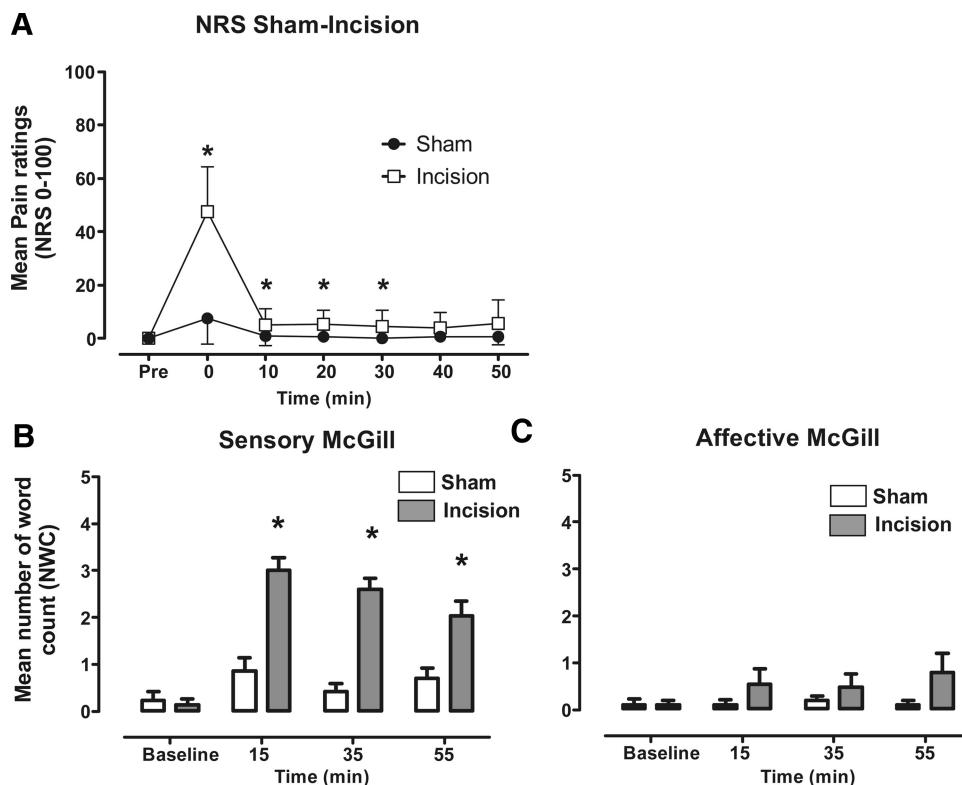 A
NRS Sham-Incision
Mean Pain ratings
(NRS 0-100)
100
80
60
40
20
0
Sham
Incision
*
* * *
Pre 0 10 20 30 40 50
Time (min)
B
Sensory McGill
Mean number of word
count (NWC)
5
4
3
2
1
0
Sham
Incision
* * *
Baseline 15 35 55
Time (min)
C
Affective McGill
5
4
3
2
1
0
Sham
Incision
Baseline 15 35 55
Time (min)